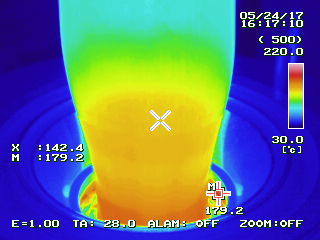 05/24/17
16:17:10
( 500)
220.0
30.0
[℃]
X :142.4
M :179.2
M
179.2
E=1.00 TA: 28.0 ALAM: OFF ZOOM:OFF